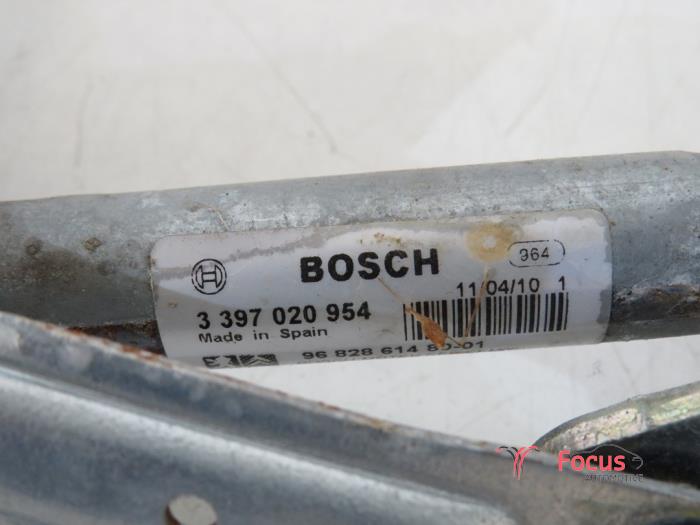 BOSCH
964
11/04/10 1
3 397 020 954
Made in Spain
96 828 614 80-01
Focus
AUTOMOTIVE